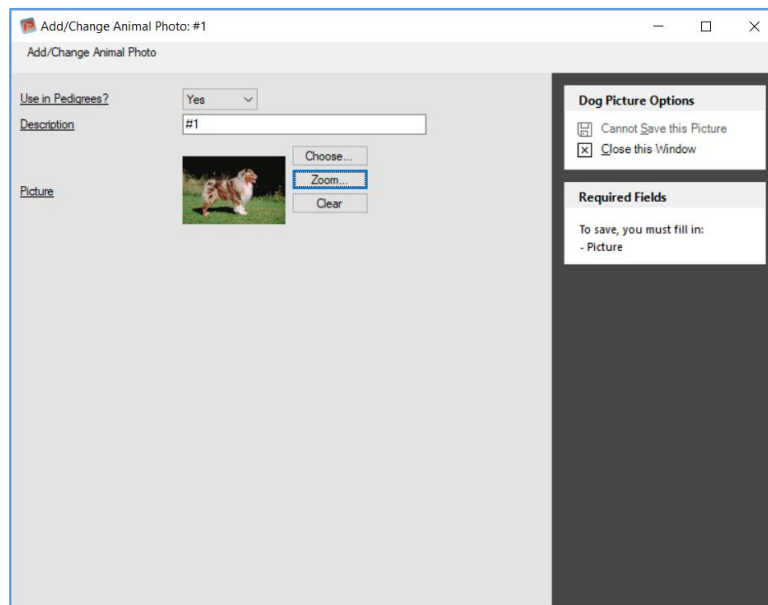 Add/Change Animal Photo: #1
Add/Change Animal Photo
Use in Pedigrees?
Yes
Description
#1
Picture
Choose...
Zoom...
Clear
Dog Picture Options
Cannot Save this Picture
Close this Window
Required Fields
To save, you must fill in:
- Picture